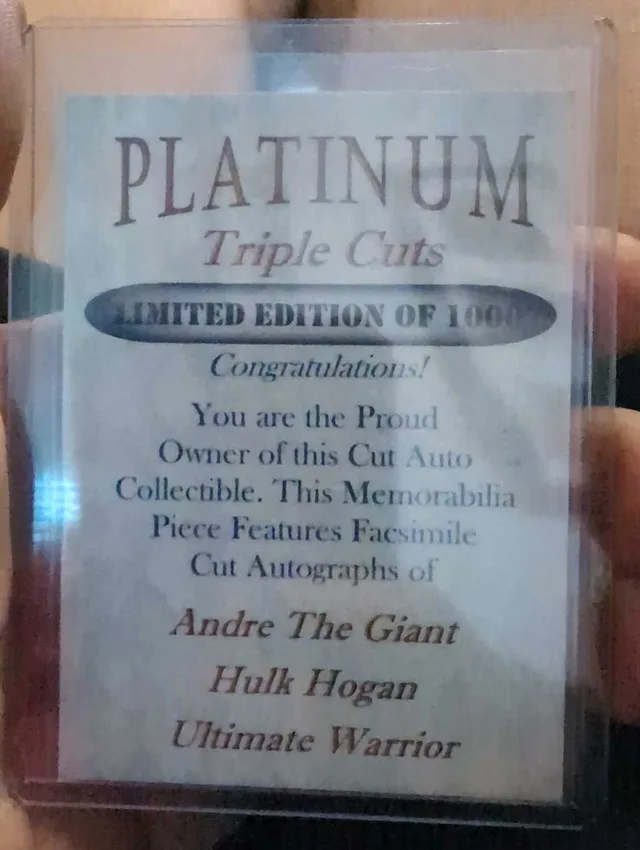 PLATINUM
Triple Cuts
LIMITED EDITION OF 1000
Congratulations!
You are the Proud
Owner of this Cut Auto
Collectible. This Memorabilia
Piece Features Facsimile
Cut Autographs of
Andre The Giant
Hulk Hogan
Ultimate Warrior